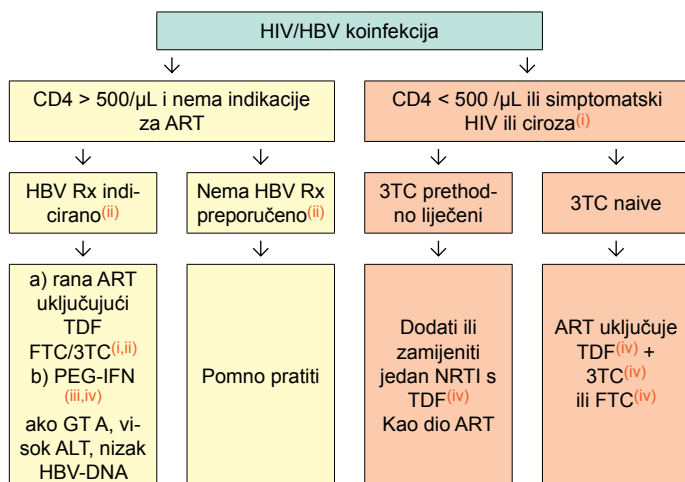 HIV/HBV koinfekcija
CD4 > 500/µL i nema indikacije
za ART
CD4 < 500 /µL ili simptomatski
HIV ili ciroza(i)
HBV Rx indi-
cirano(ii)
Nema HBV Rx
preporučeno(ii)
3TC prethod-
no liječeni
3TC naive
a) rana ART
uključujući
TDF
FTC/3TC(i,ii)
b) PEG-IFN
(iii,iv)
ako GT A, vi-
sok ALT, nizak
HBV-DNA
Pomno pratiti
Dodati ili
zamijeniti
jedan NRTI s
TDF(iv)
Kao dio ART
ART uključuje
TDF(iv) +
3TC(iv)
ili FTC(iv)